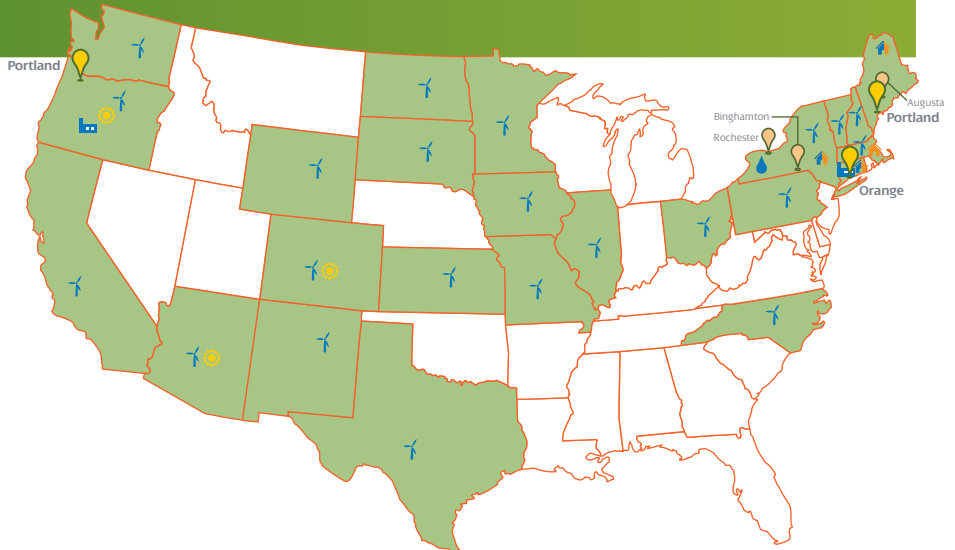 Portland
Augusta
Binghamton
Portland
Rochester
Orange